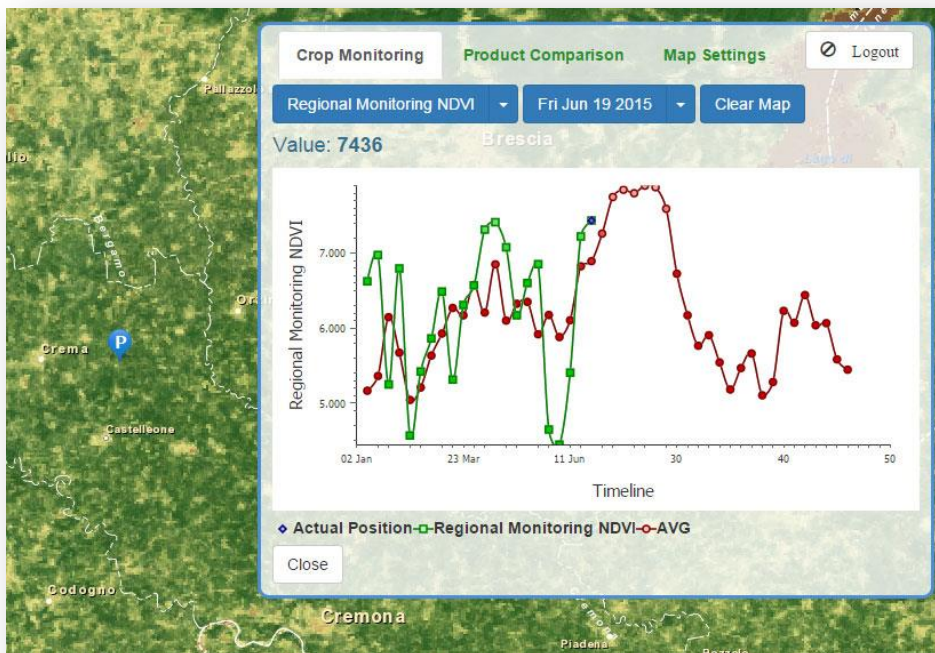 Crop Monitoring
Product Comparison
Map Settings
Logout
Regional Monitoring NDVI
Fri Jun 19 2015
Clear Map
Brescia
Value: 7436
Regional Monitoring NDVI
7.000
6.000
5.000
02 Jan
23 Mar
11 Jun
30
40
50
Timeline
Actual Position
Regional Monitoring NDVI
AVG
Close
Bergamo
P
Crema
Castelleone
Codogno
Cremona
Cremona
Piadena